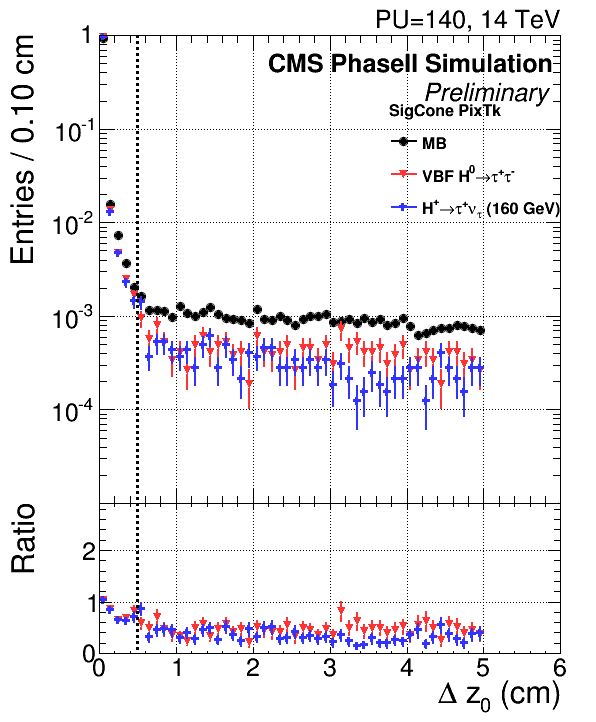 PU=140, 14 TeV
CMS PhaseII Simulation
Preliminary
SigCone PixTk
MB
VBF H⁰→τ⁺τ⁻
H⁺→τ⁺ντ (160 GeV)
Entries / 0.10 cm
1
10⁻¹
10⁻²
10⁻³
10⁻⁴
Ratio
2
1
0
0 1 2 3 4 5 6
Δ z₀ (cm)